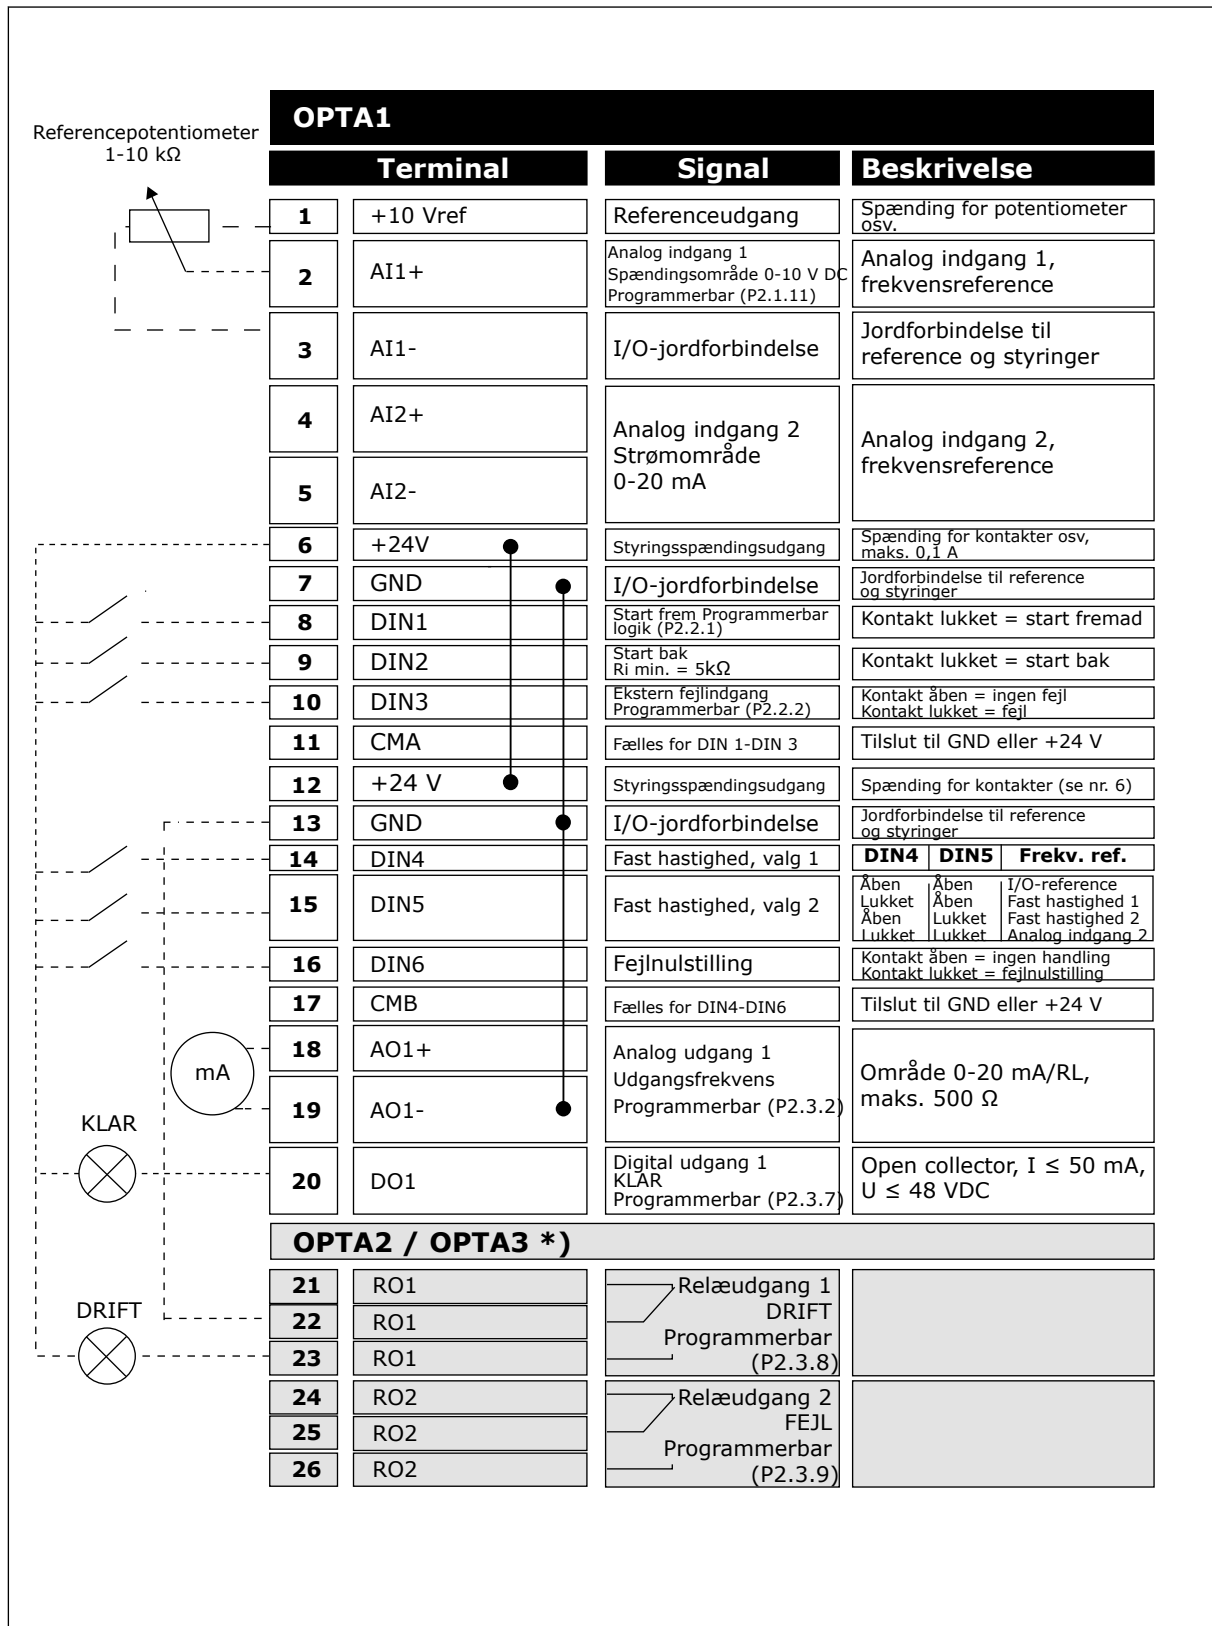 OPTA1
Referencepotentiometer
1-10 kΩ
Terminal Signal Beskrivelse
1 +10 Vref Referenceudgang Spænding for potentiometer
osv.
2 AI1+ Analog indgang 1
Spændingsområde 0-10 V DC
Programmerbar (P2.1.11)
Analog indgang 1,
frekvensreference
3 AI1- I/O-jordforbindelse Jordforbindelse til
reference og styringer
4 AI2+
Analog indgang 2
Strømområde
0-20 mA
Analog indgang 2,
frekvensreference
5 AI2-
6 +24V Styringsspændingsudgang Spænding for kontakter osv,
maks. 0,1 A
7 GND I/O-jordforbindelse Jordforbindelse til reference
og styringer
8 DIN1 Start frem Programmerbar
logik (P2.2.1)
Kontakt lukket = start fremad
9 DIN2 Start bak
Ri min. = 5kΩ
Kontakt lukket = start bak
10 DIN3 Ekstern fejlindgang
Programmerbar (P2.2.2)
Kontakt åben = ingen fejl
Kontakt lukket = fejl
11 CMA Fælles for DIN 1-DIN 3 Tilslut til GND eller +24 V
12 +24 V Styringsspændingsudgang Spænding for kontakter (se nr. 6)
13 GND I/O-jordforbindelse Jordforbindelse til reference
og styringer
14 DIN4 Fast hastighed, valg 1 DIN4 DIN5 Frekv. ref.
15 DIN5 Fast hastighed, valg 2
Åben Åben I/O-reference
Lukket Åben Fast hastighed 1
Åben Lukket Fast hastighed 2
Lukket Lukket Analog indgang 2
16 DIN6 Fejlnulstilling Kontakt åben = ingen handling
Kontakt lukket = fejlnulstilling
17 CMB Fælles for DIN4-DIN6 Tilslut til GND eller +24 V
mA
18 AO1+
Analog udgang 1
Udgangsfrekvens
Programmerbar (P2.3.2)
Område 0-20 mA/RL,
maks. 500 Ω
19 AO1-
KLAR
20 DO1 Digital udgang 1
KLAR
Programmerbar (P2.3.7)
Open collector, I ≤ 50 mA,
U ≤ 48 VDC
OPTA2 / OPTA3 *)
21 RO1
22 RO1
23 RO1
Relæudgang 1
DRIFT
Programmerbar
(P2.3.8)
DRIFT
24 RO2
25 RO2
26 RO2
Relæudgang 2
FEJL
Programmerbar
(P2.3.9)